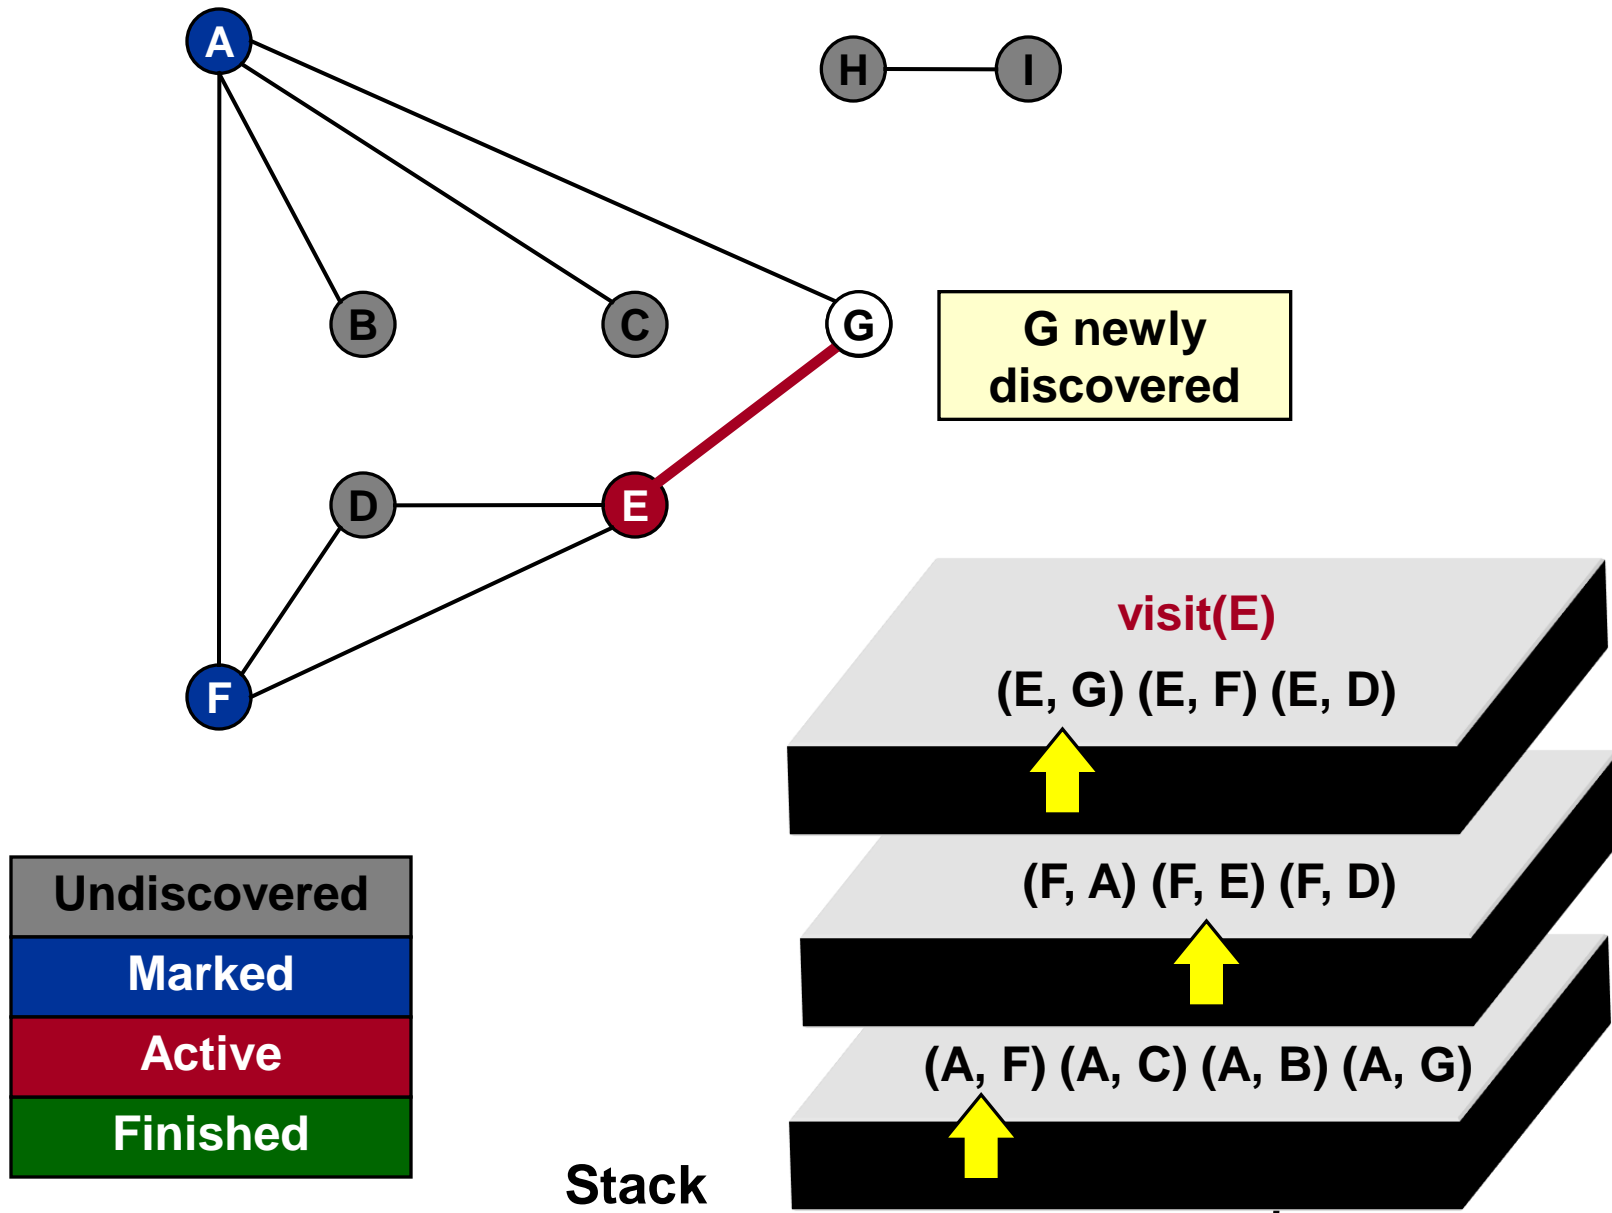 A
H
I
B
C
G
G newly
discovered
D
E
F
visit(E)
(E, G) (E, F) (E, D)
(F, A) (F, E) (F, D)
(A, F) (A, C) (A, B) (A, G)
Undiscovered
Marked
Active
Finished
Stack